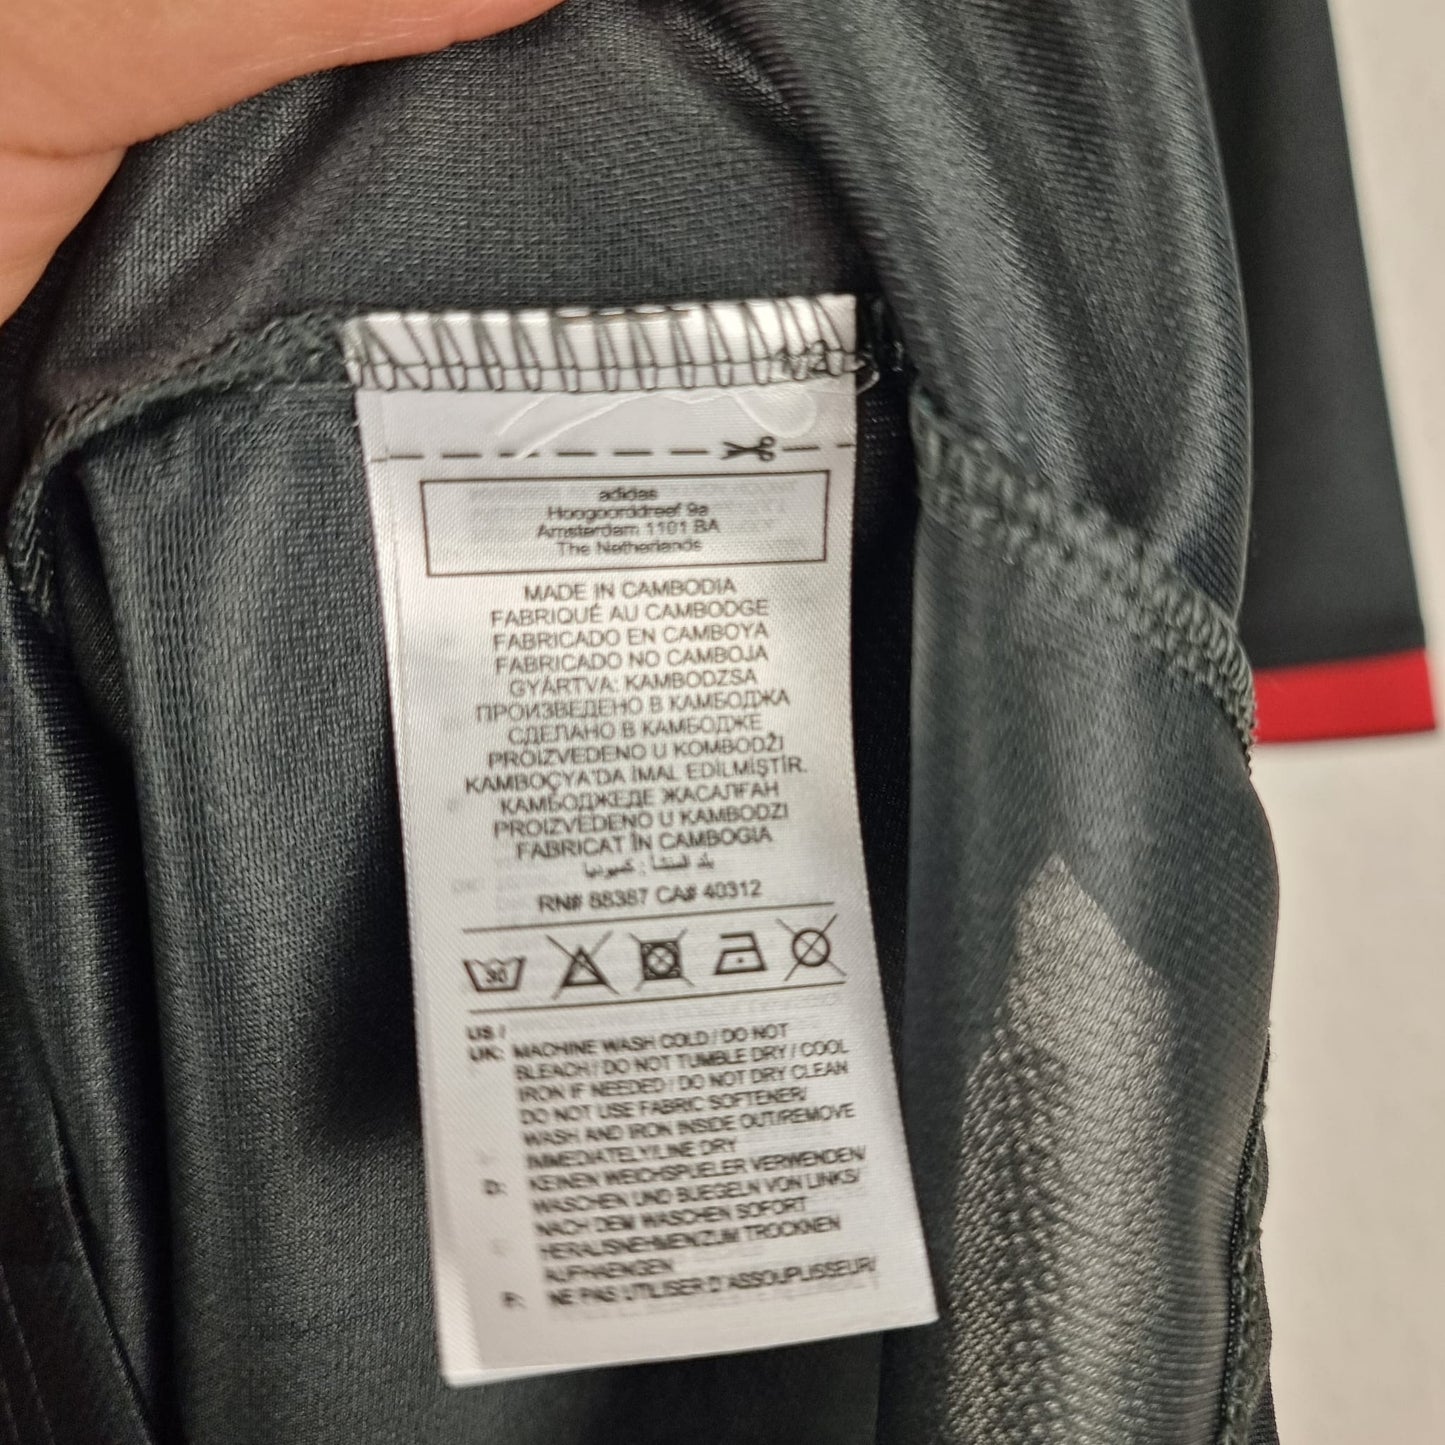 adidas
Hoogoorddreef 9a
Amsterdam 1101 BA
The Netherlands
MADE IN CAMBODIA
FABRIQUÉ AU CAMBODGE
FABRICADO EN CAMBOYA
FABRICADO NO CAMBOJA
GYÁRTVA: KAMBODZSA
ПРОИЗВЕДЕНО В КАМБОДЖА
СДЕЛАНО В КАМБОДЖЕ
PROIZVEDENO U KOMBODŽI
KAMBOÇYA'DA İMAL EDİLMİŞTİR.
КАМБОДЖЕДЕ ЖАСАЛҒАН
PROIZVEDENO U KAMBODZI
FABRICAT ÎN CAMBOGIA
بلد المنشأ : كمبوديا
RN# 88387 CA# 40312
30
US /
UK: MACHINE WASH COLD / DO NOT
BLEACH / DO NOT TUMBLE DRY / COOL
IRON IF NEEDED / DO NOT DRY CLEAN
DO NOT USE FABRIC SOFTENER/
WASH AND IRON INSIDE OUT/REMOVE
IMMEDIATELY/LINE DRY
D: KEINEN WEICHSPUELER VERWENDEN/
WASCHEN UND BUEGELN VON LINKS/
NACH DEM WASCHEN SOFORT
HERAUSNEHMEN/ZUM TROCKNEN
AUFHAENGEN
F: NE PAS UTILISER D'ASSOUPLISSEUR/